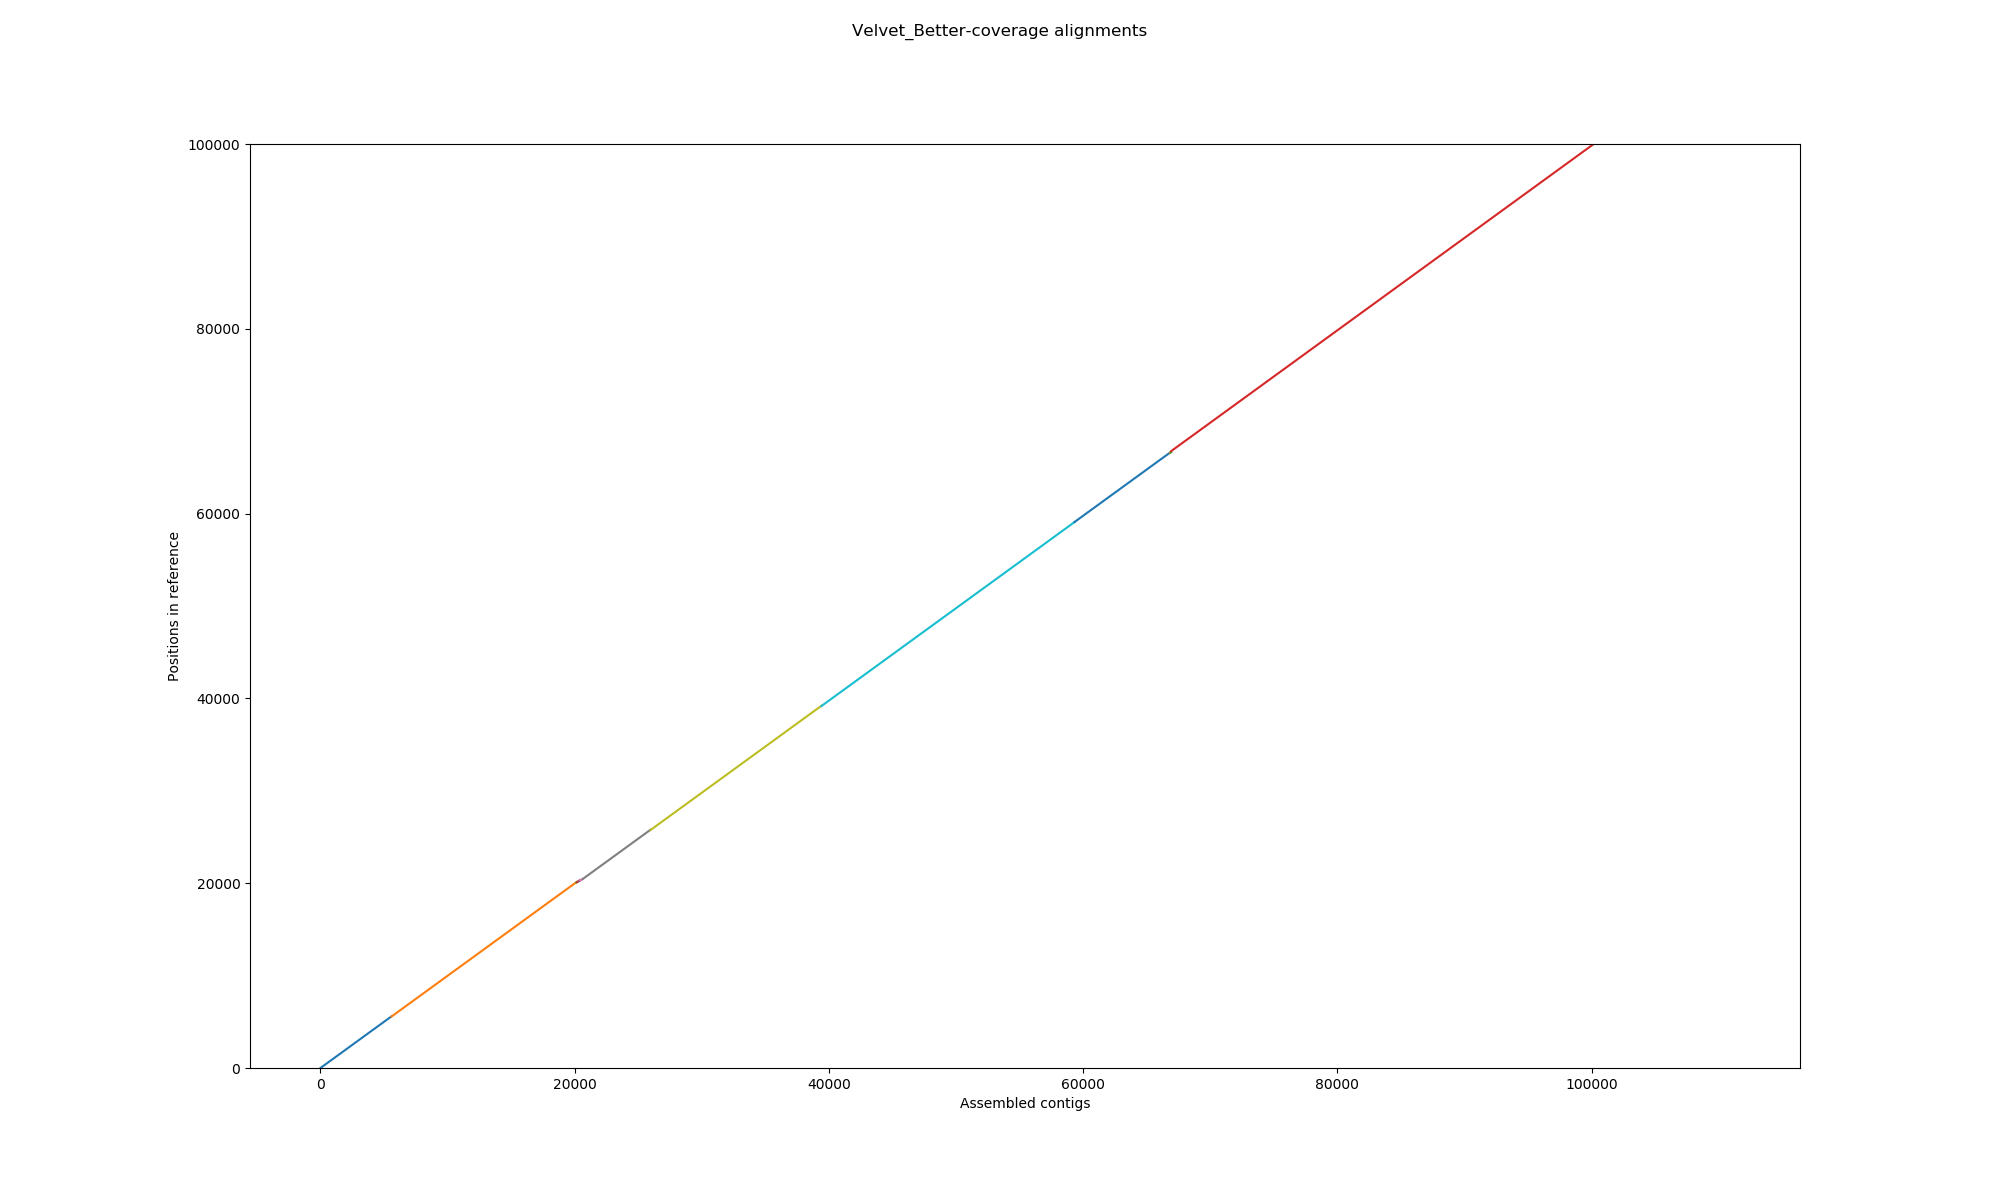 Velvet_Better-coverage alignments
100000
80000
60000
40000
20000
0
Positions in reference
0 20000 40000 60000 80000 100000
Assembled contigs